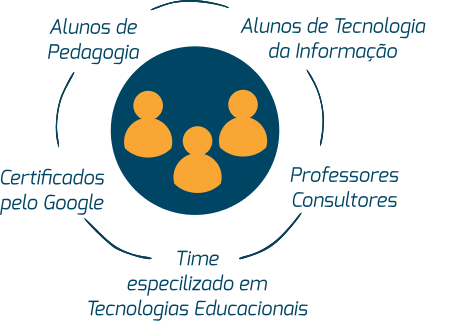 Alunos de
Pedagogia
Alunos de Tecnologia
da Informação
Certificados
pelo Google
Professores
Consultores
Time
especilizado em
Tecnologias Educacionais